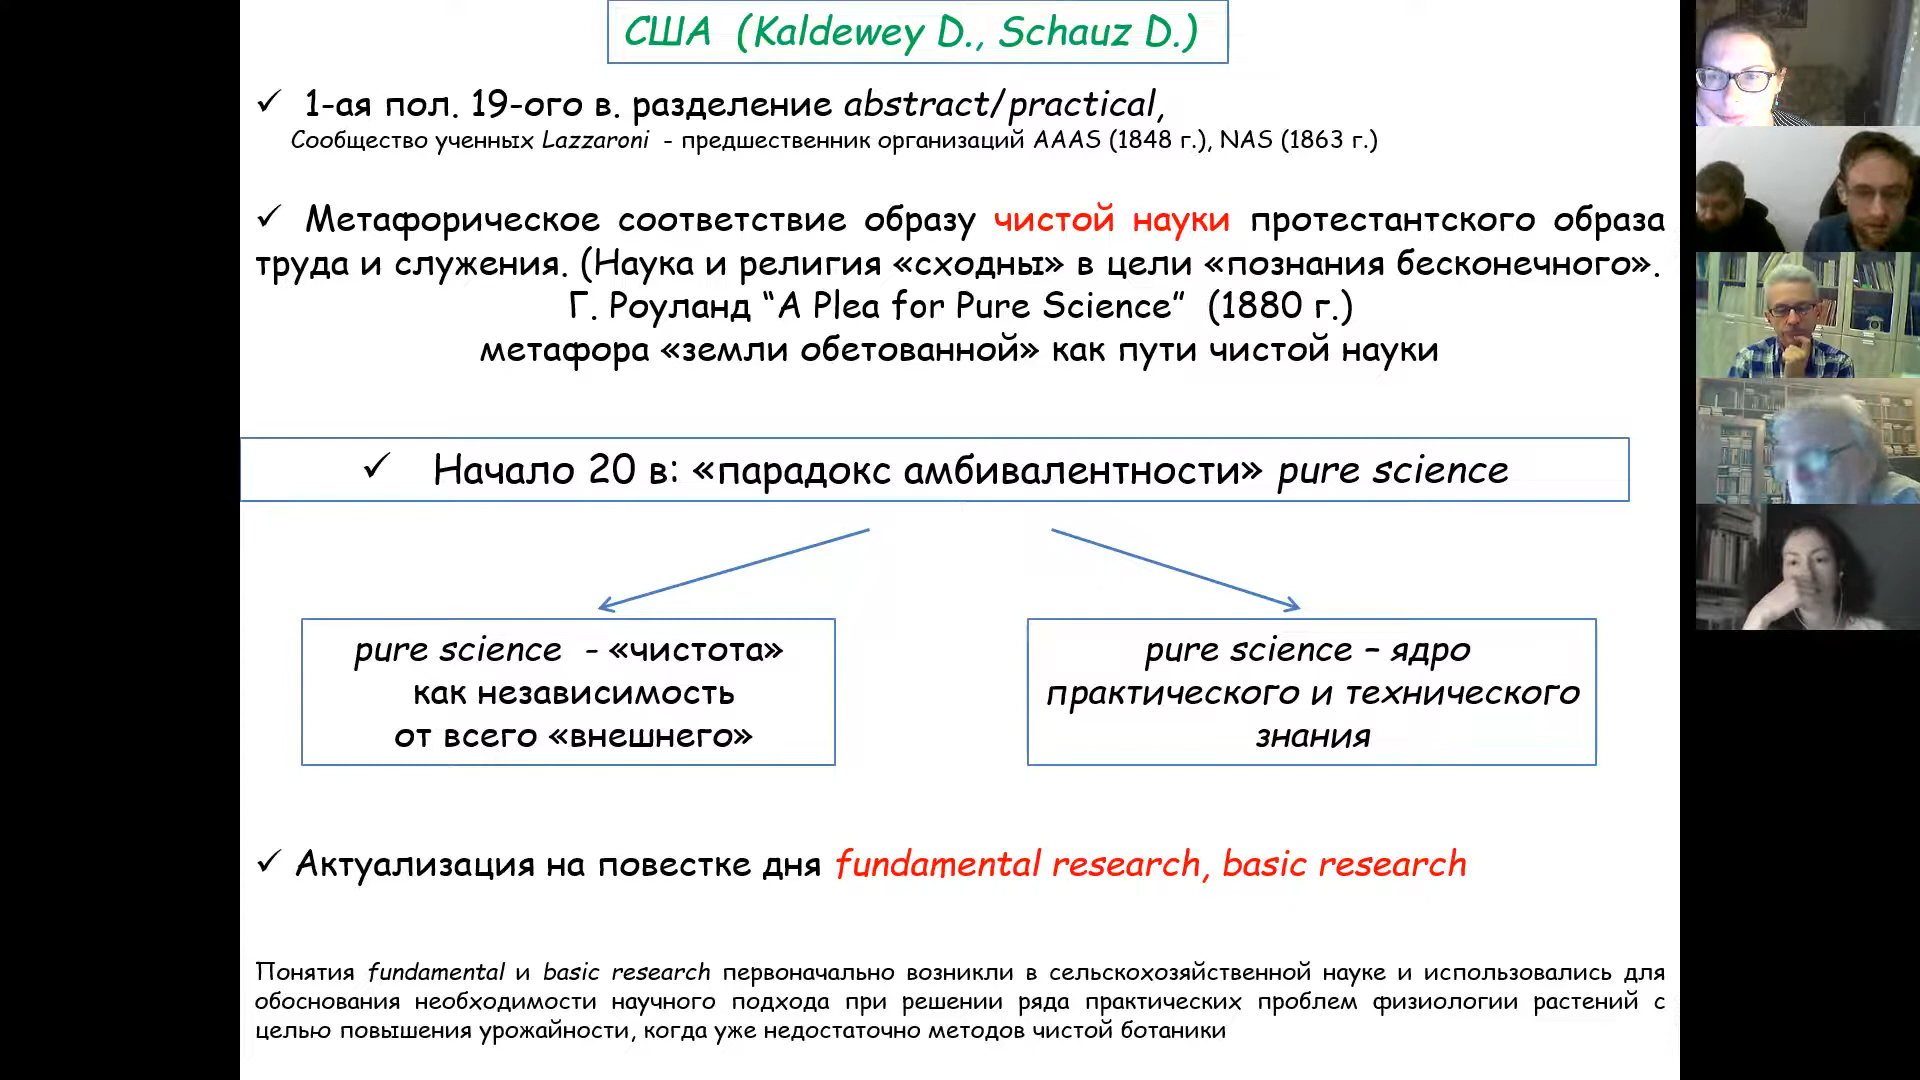 США (Kaldewey D., Schauz D.)
✓ 1-ая пол. 19-ого в. разделение abstract/practical,
Сообщество ученных Lazzaroni - предшественник организаций AAAS (1848 г.), NAS (1863 г.)
✓ Метафорическое соответствие образу чистой науки протестантского образа
труда и служения. (Наука и религия «сходны» в цели «познания бесконечного».
Г. Роуланд “A Plea for Pure Science” (1880 г.)
метафора «земли обетованной» как пути чистой науки
✓ Начало 20 в: «парадокс амбивалентности» pure science
pure science - «чистота»
как независимость
от всего «внешнего»
pure science – ядро
практического и технического
знания
✓ Актуализация на повестке дня fundamental research, basic research
Понятия fundamental и basic research первоначально возникли в сельскохозяйственной науке и использовались для
обоснования необходимости научного подхода при решении ряда практических проблем физиологии растений с
целью повышения урожайности, когда уже недостаточно методов чистой ботаники